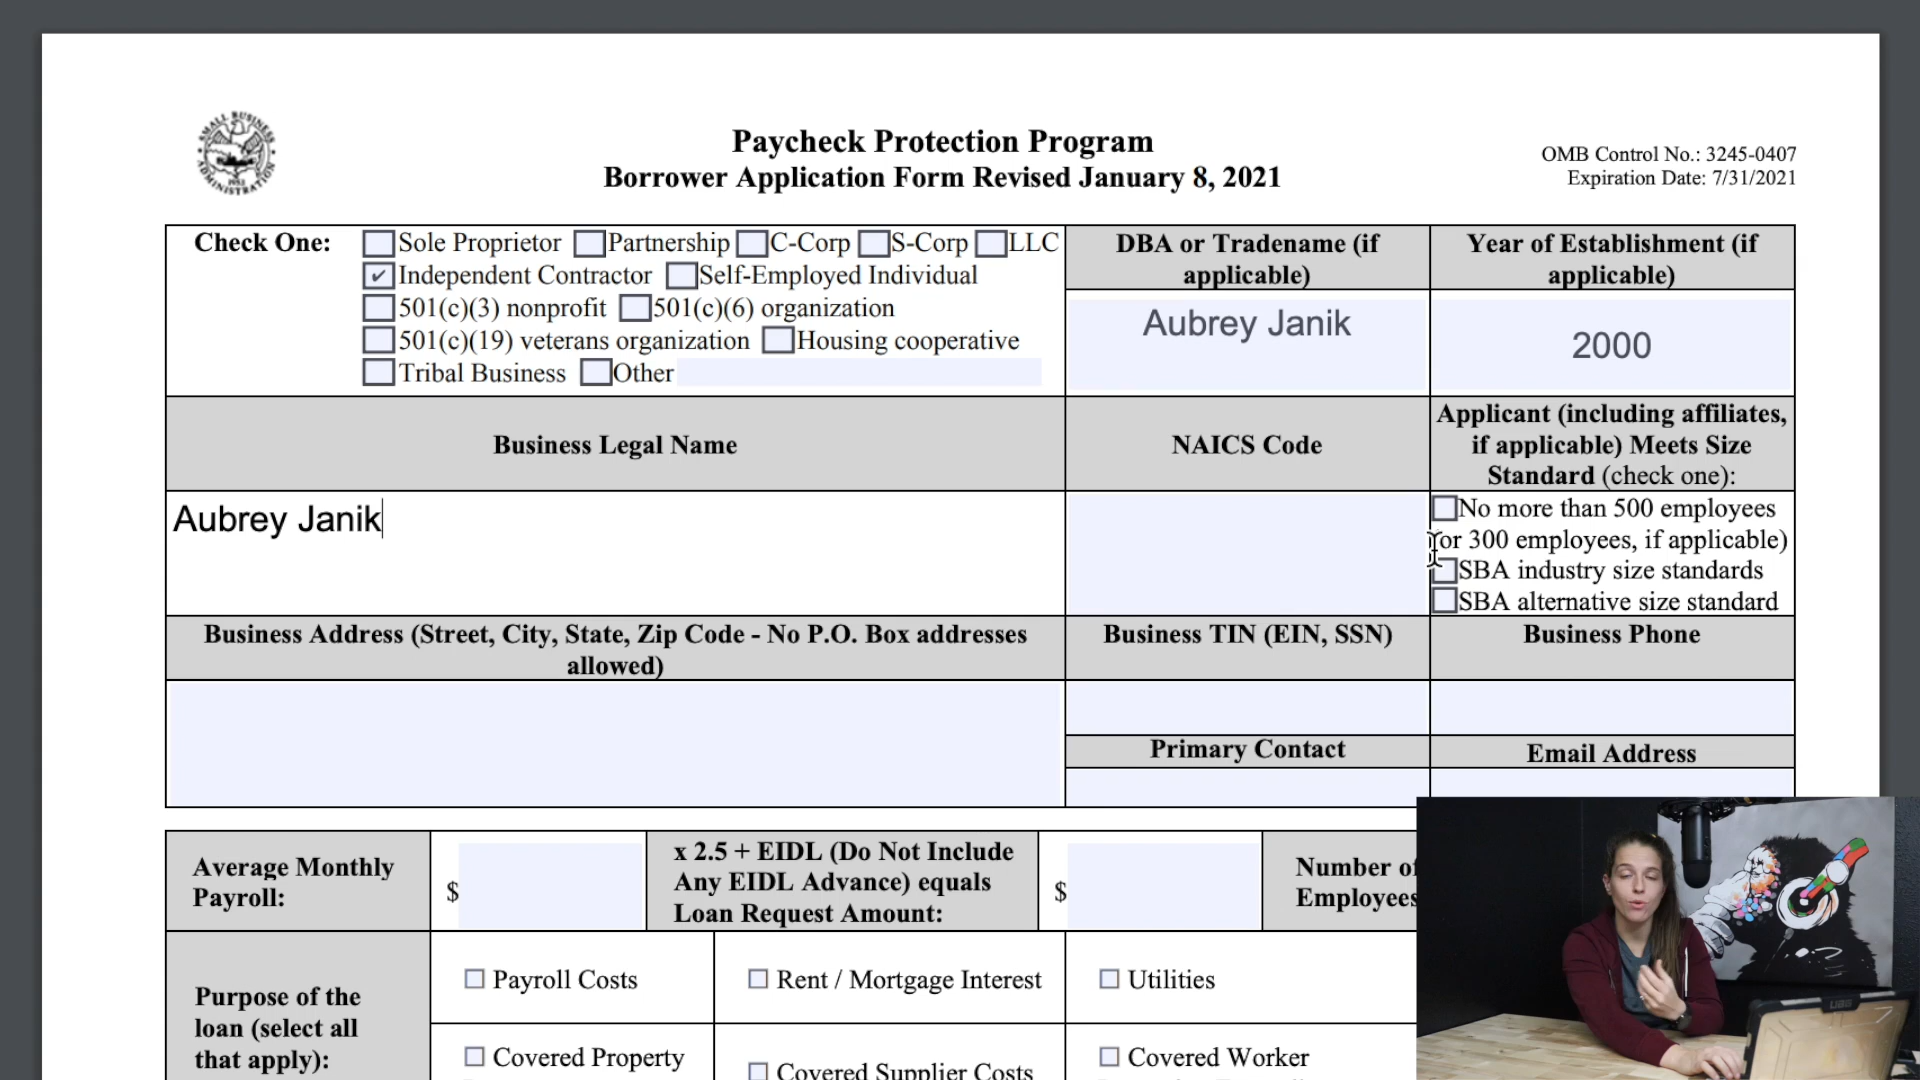 Paycheck Protection Program
Borrower Application Form Revised January 8, 2021
OMB Control No.: 3245-0407
Expiration Date: 7/31/2021
SMALL BUSINESS ADMINISTRATION
Check One:
Sole Proprietor Partnership C-Corp S-Corp LLC
✔ Independent Contractor Self-Employed Individual
501(c)(3) nonprofit 501(c)(6) organization
501(c)(19) veterans organization Housing cooperative
Tribal Business Other
DBA or Tradename (if
applicable)
Aubrey Janik
Year of Establishment (if
applicable)
2000
Business Legal Name
NAICS Code
Applicant (including affiliates,
if applicable) Meets Size
Standard (check one):
Aubrey Janik
No more than 500 employees
(or 300 employees, if applicable)
SBA industry size standards
SBA alternative size standard
Business Address (Street, City, State, Zip Code - No P.O. Box addresses
allowed)
Business TIN (EIN, SSN)
Business Phone
Primary Contact
Email Address
Average Monthly
Payroll:
$
x 2.5 + EIDL (Do Not Include
Any EIDL Advance) equals
Loan Request Amount:
$
Number of
Employees
Purpose of the
loan (select all
that apply):
Payroll Costs
Rent / Mortgage Interest
Utilities
Covered Property
Covered Supplier Costs
Covered Worker